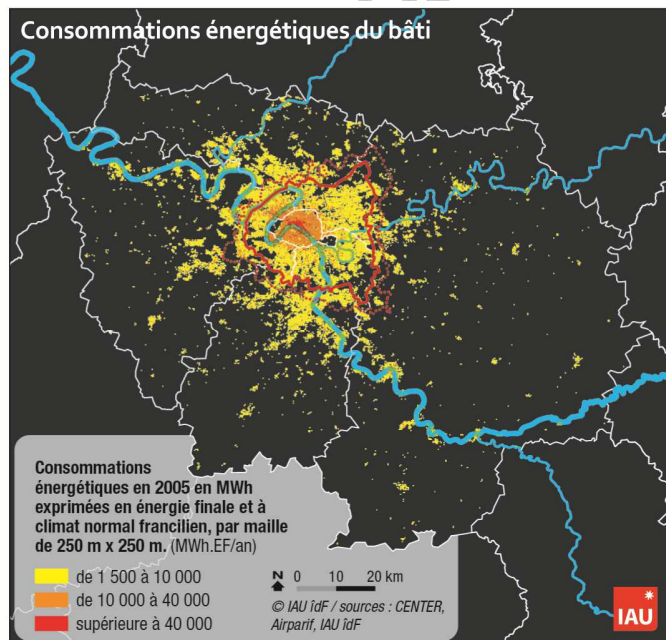 Consommations énergétiques du bâti
Consommations
énergétiques en 2005 en MWh
exprimées en énergie finale et à
climat normal francilien, par maille
de 250 m x 250 m. (MWh.EF/an)
de 1 500 à 10 000
de 10 000 à 40 000
supérieure à 40 000
N 0 10 20 km
© IAU îdF / sources : CENTER,
Airparif, IAU îdF
IAU